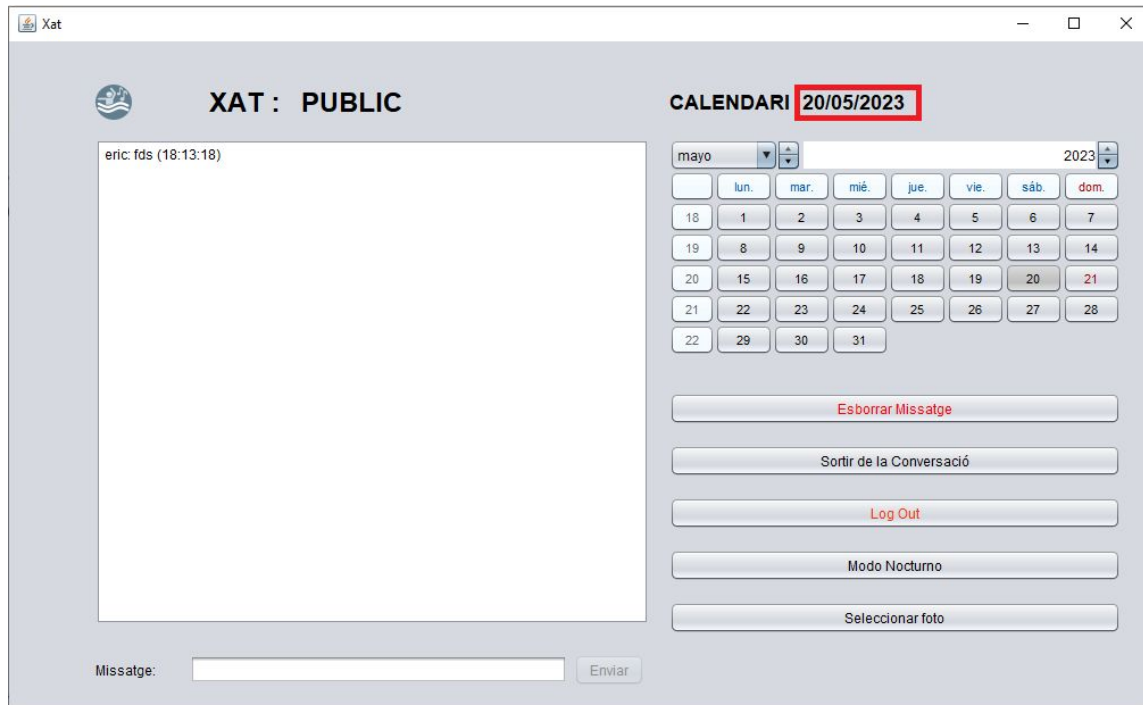 Xat
XAT : PUBLIC
CALENDARI 20/05/2023
eric: fds (18:13:18)
mayo 2023
lun. mar. mié. jue. vie. sáb. dom.
18 1 2 3 4 5 6 7
19 8 9 10 11 12 13 14
20 15 16 17 18 19 20 21
21 22 23 24 25 26 27 28
22 29 30 31
Esborrar Missatge
Sortir de la Conversació
Log Out
Modo Nocturno
Seleccionar foto
Missatge:
Enviar